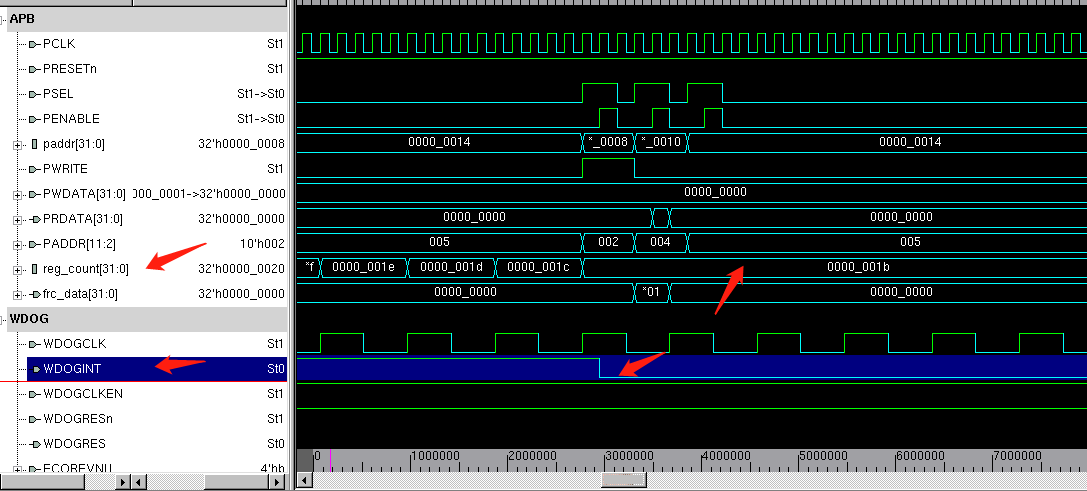 APB
PCLK St1
PRESETn St1
PSEL St1->St0
PENABLE St1->St0
paddr[31:0] 32'h0000_0008 0000_0014 *_0008 *_0010 0000_0014
PWRITE St1
PWDATA[31:0] 000_0001->32'h0000_0000 0000_0000
PRDATA[31:0] 32'h0000_0000 0000_0000 0000_0000
PADDR[11:2] 10'h002 005 002 004 005
reg_count[31:0] 32'h0000_0020 *f 0000_001e 0000_001d 0000_001c 0000_001b
frc_data[31:0] 32'h0000_0000 0000_0000 *01 0000_0000
WDOG
WDOGCLK St1
WDOGINT St0
WDOGCLKEN St1
WDOGRESn St1
WDOGRES St0
ECOREVNU 4'hb
0 1000000 2000000 3000000 4000000 5000000 6000000 7000000